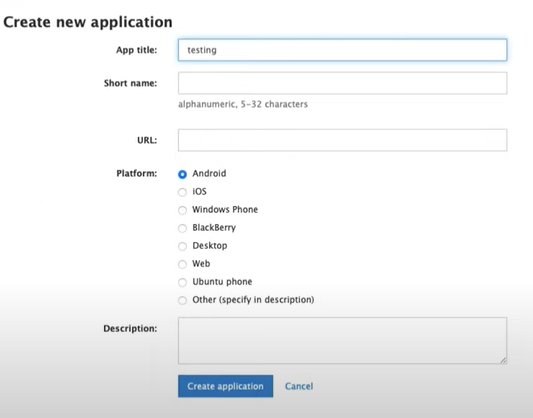 Create new application
App title: testing
Short name:
alphanumeric, 5-32 characters
URL:
Platform: Android
iOS
Windows Phone
BlackBerry
Desktop
Web
Ubuntu phone
Other (specify in description)
Description:
Create application Cancel